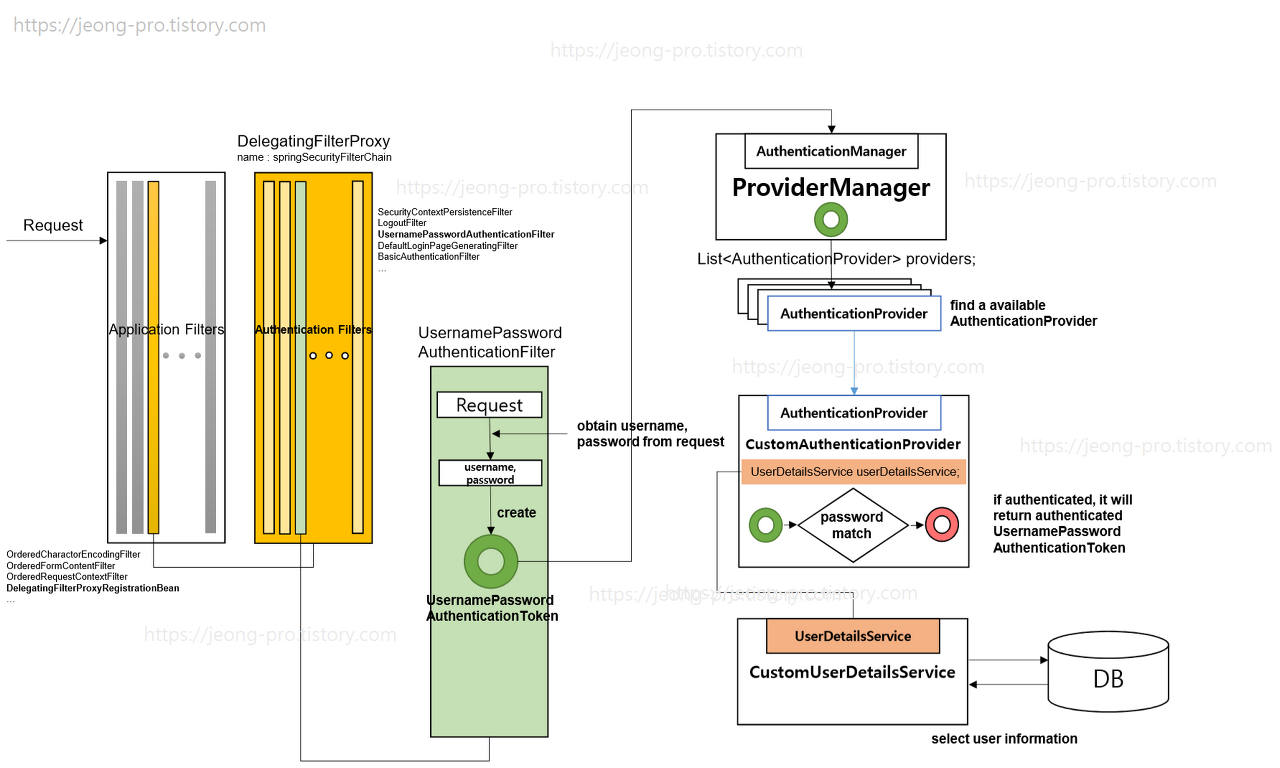 https://jeong-pro.tistory.com
https://jeong-pro.tistory.com
DelegatingFilterProxy
name : springSecurityFilterChain
https://jeong-pro.tistory.com
https://jeong-pro.tistory.com
Request
Application Filters
OrderedCharactorEncodingFilter
OrderedFormContentFilter
OrderedRequestContextFilter
DelegatingFilterProxyRegistrationBean
...
Authentication Filters
SecurityContextPersistenceFilter
LogoutFilter
UsernamePasswordAuthenticationFilter
DefaultLoginPageGeneratingFilter
BasicAuthenticationFilter
...
UsernamePassword
AuthenticationFilter
Request
obtain username,
password from request
username,
password
create
UsernamePassword
AuthenticationToken
AuthenticationManager
ProviderManager
List<AuthenticationProvider> providers;
AuthenticationProvider
find a available
AuthenticationProvider
https://jeong-pro.tistory.com
AuthenticationProvider
CustomAuthenticationProvider
https://jeong-pro.tistory.com
UserDetailsService userDetailsService;
password
match
if authenticated, it will
return authenticated
UsernamePassword
AuthenticationToken
https://jeong-pro.tistory.com
https://jeong-pro.tistory.com
https://jeong-pro.tistory.com
UserDetailsService
CustomUserDetailsService
DB
select user information